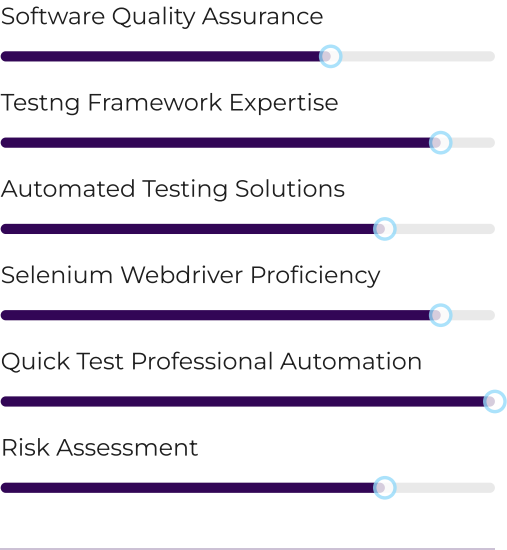 Software Quality Assurance
Testng Framework Expertise
Automated Testing Solutions
Selenium Webdriver Proficiency
Quick Test Professional Automation
Risk Assessment